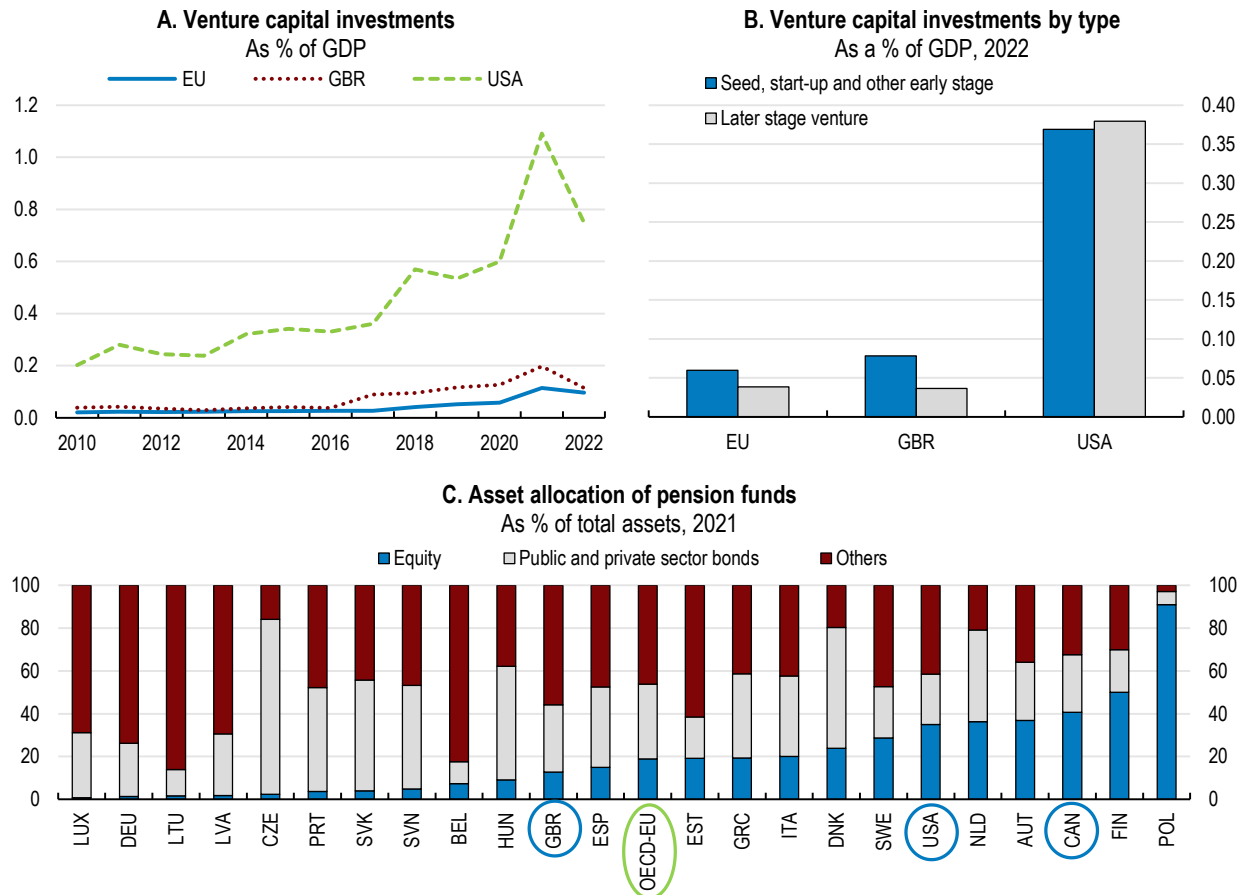 A. Venture capital investments
As % of GDP
EU GBR USA
1.2
1.0
0.8
0.6
0.4
0.2
0.0
2010 2012 2014 2016 2018 2020 2022
B. Venture capital investments by type
As a % of GDP, 2022
Seed, start-up and other early stage
Later stage venture
0.40
0.35
0.30
0.25
0.20
0.15
0.10
0.05
0.00
EU GBR USA
C. Asset allocation of pension funds
As % of total assets, 2021
Equity Public and private sector bonds Others
100 100
80 80
60 60
40 40
20 20
0 0
LUX DEU LTU LVA CZE PRT SVK SVN BEL HUN GBR ESP OECD-EU EST GRC ITA DNK SWE USA NLD AUT CAN FIN POL